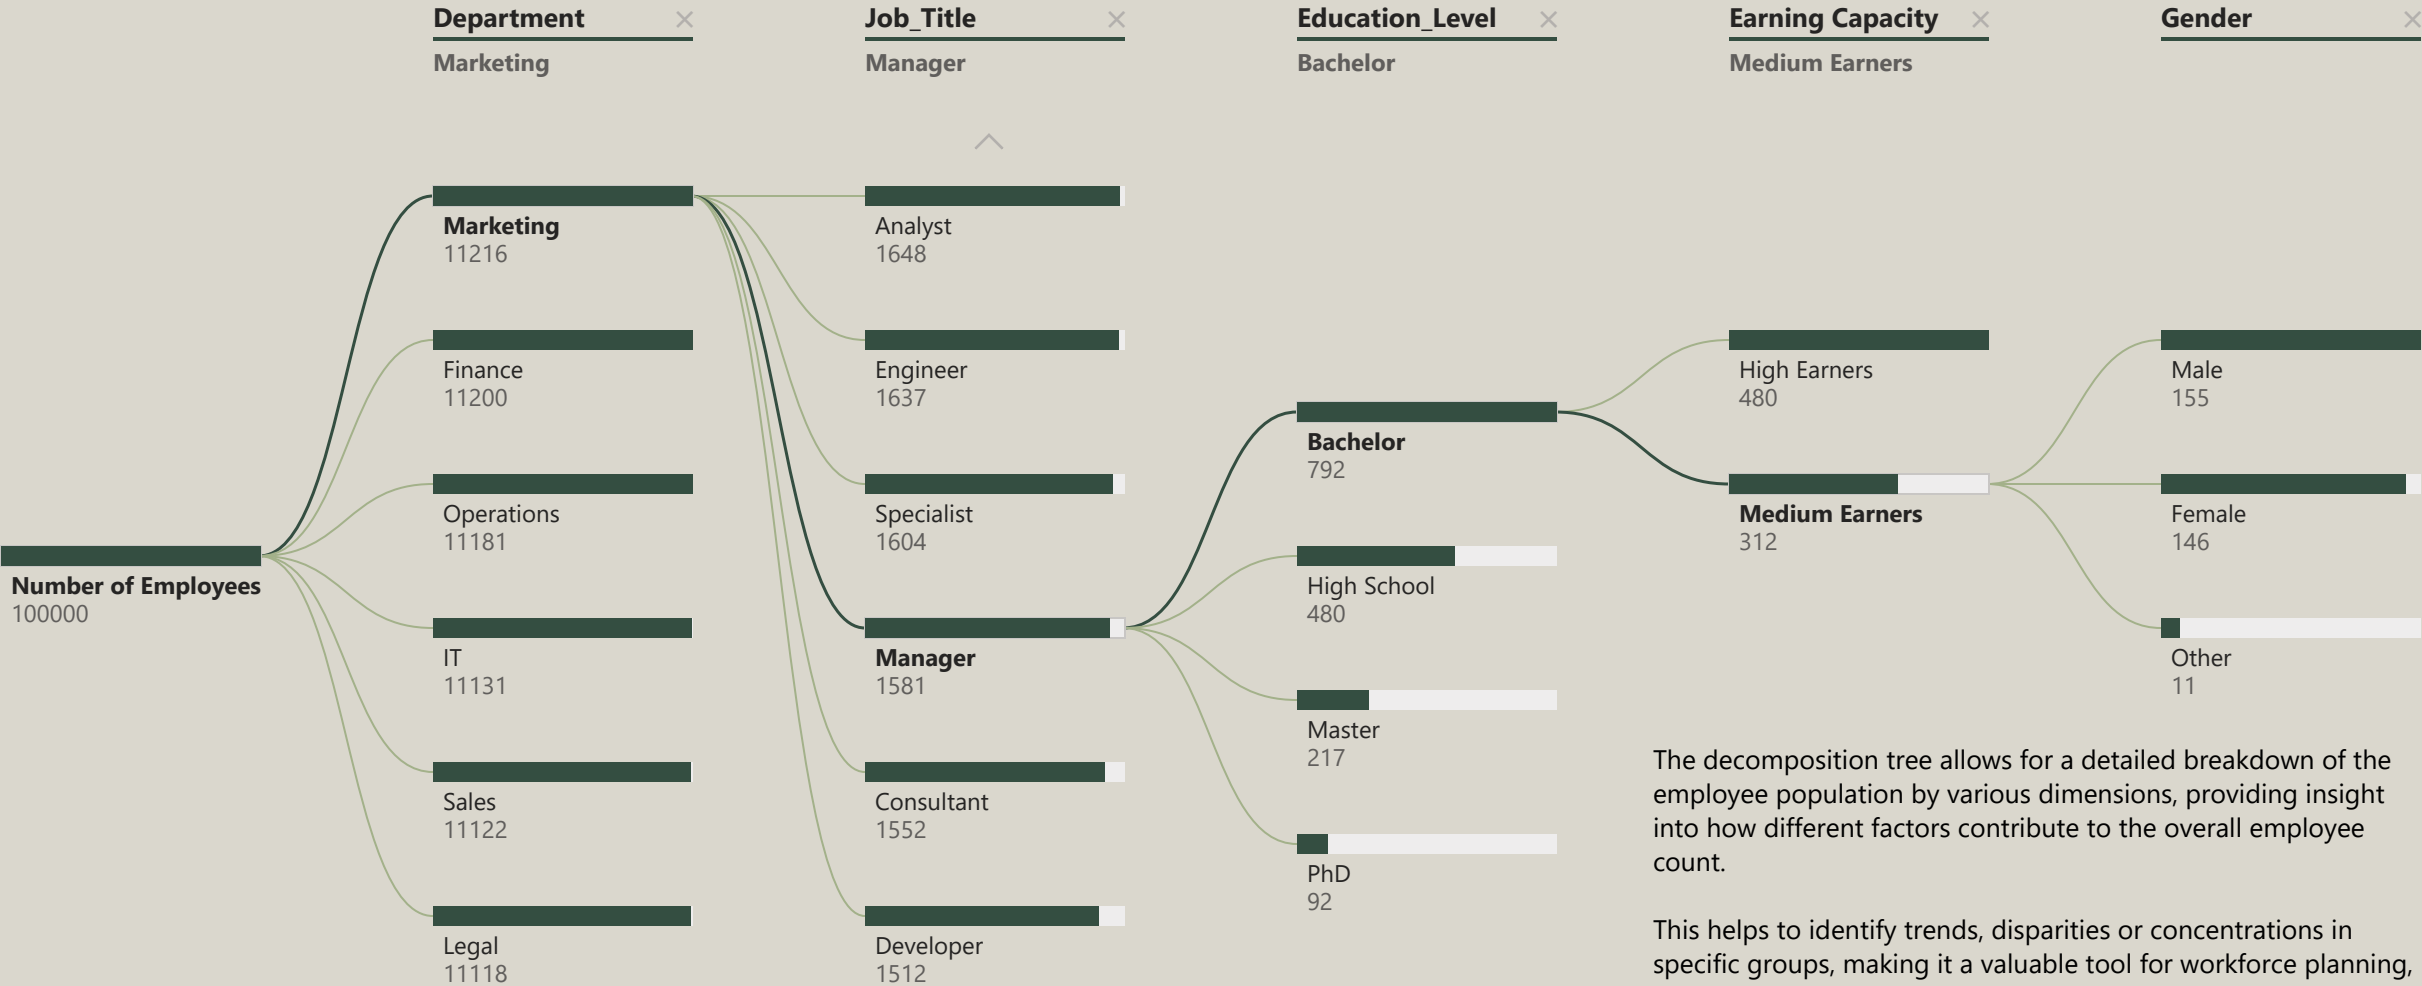 Department
Marketing
Job_Title
Manager
Education_Level
Bachelor
Earning Capacity
Medium Earners
Gender
Number of Employees
100000
Marketing
11216
Finance
11200
Operations
11181
IT
11131
Sales
11122
Legal
11118
Analyst
1648
Engineer
1637
Specialist
1604
Manager
1581
Consultant
1552
Developer
1512
Bachelor
792
High School
480
Master
217
PhD
92
High Earners
480
Medium Earners
312
Male
155
Female
146
Other
11
The decomposition tree allows for a detailed breakdown of the
employee population by various dimensions, providing insight
into how different factors contribute to the overall employee
count.
This helps to identify trends, disparities or concentrations in
specific groups, making it a valuable tool for workforce planning,